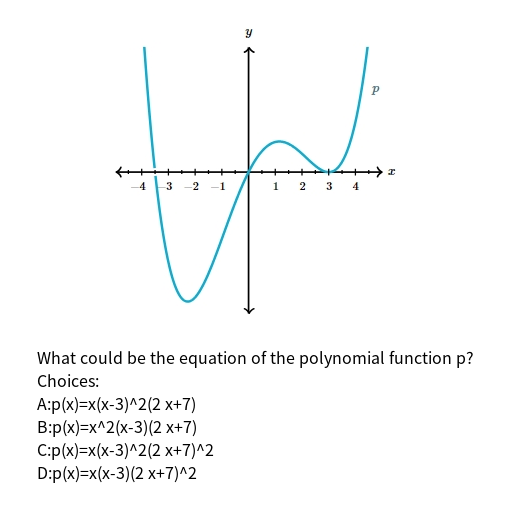 y
p
x
-4 -3 -2 -1 1 2 3 4
What could be the equation of the polynomial function p?
Choices:
A:p(x)=x(x-3)^2(2 x+7)
B:p(x)=x^2(x-3)(2 x+7)
C:p(x)=x(x-3)^2(2 x+7)^2
D:p(x)=x(x-3)(2 x+7)^2